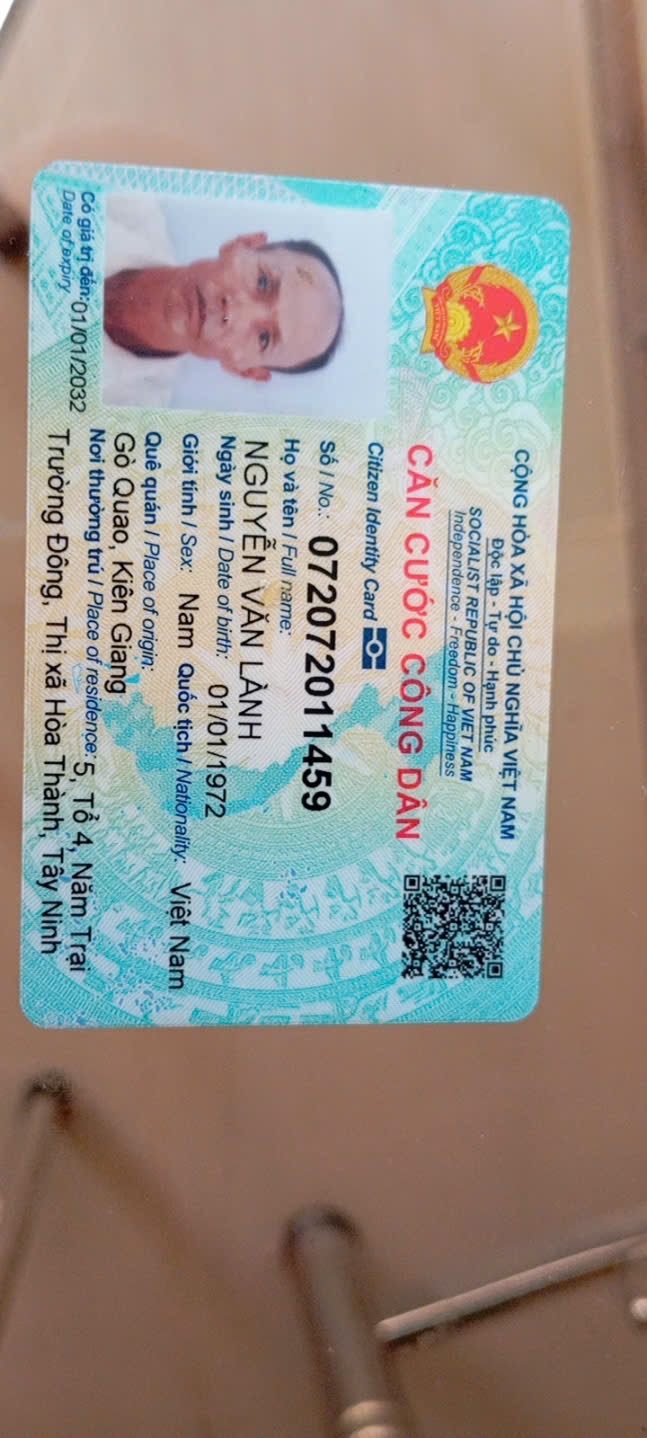 CỘNG HÒA XÃ HỘI CHỦ NGHĨA VIỆT NAM
Độc lập - Tự do - Hạnh phúc
SOCIALIST REPUBLIC OF VIET NAM
Independence - Freedom - Happiness
CĂN CƯỚC CÔNG DÂN
Citizen Identity Card
Số / No.: 072072011459
Họ và tên / Full name:
NGUYỄN VĂN LÀNH
Ngày sinh / Date of birth: 01/01/1972
Giới tính / Sex: Nam Quốc tịch / Nationality: Việt Nam
Quê quán / Place of origin:
Gò Quao, Kiên Giang
Nơi thường trú / Place of residence: 5, Tổ 4, Năm Trại
Trường Đông, Thị xã Hòa Thành, Tây Ninh
Có giá trị đến: 01/01/2032
Date of expiry